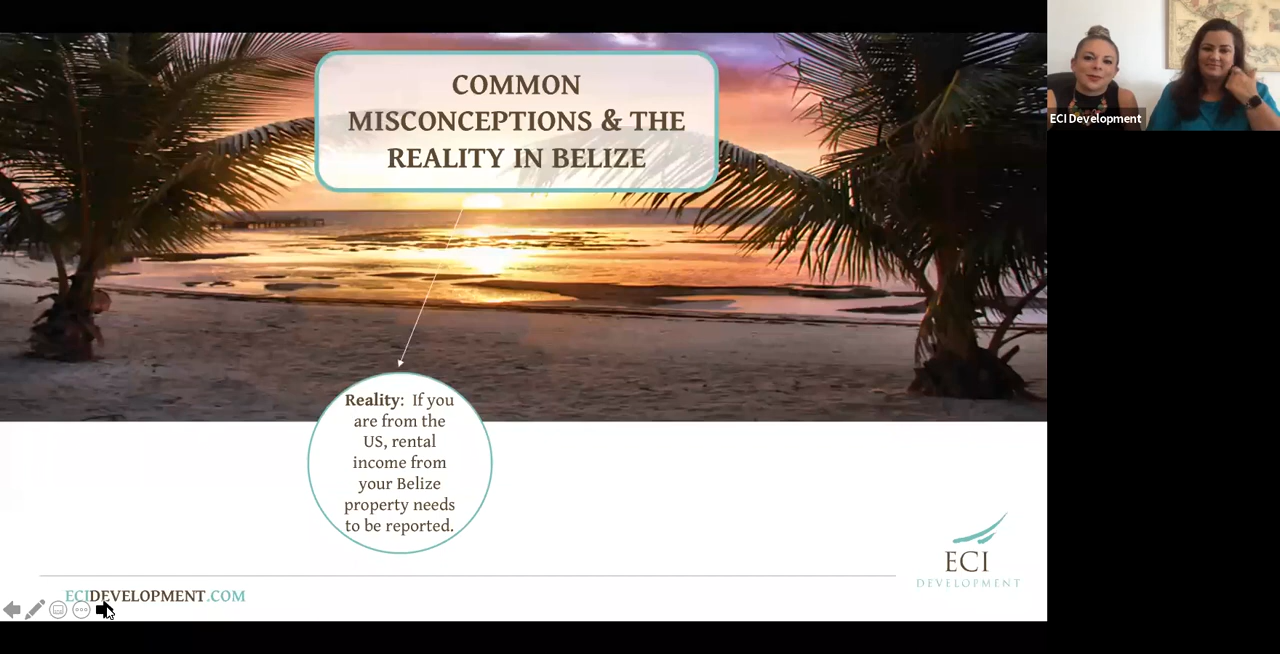 COMMON
MISCONCEPTIONS & THE
REALITY IN BELIZE
ECI Development
Reality: If you
are from the
US, rental
income from
your Belize
property needs
to be reported.
ECI
DEVELOPMENT
ECIDEVELOPMENT.COM